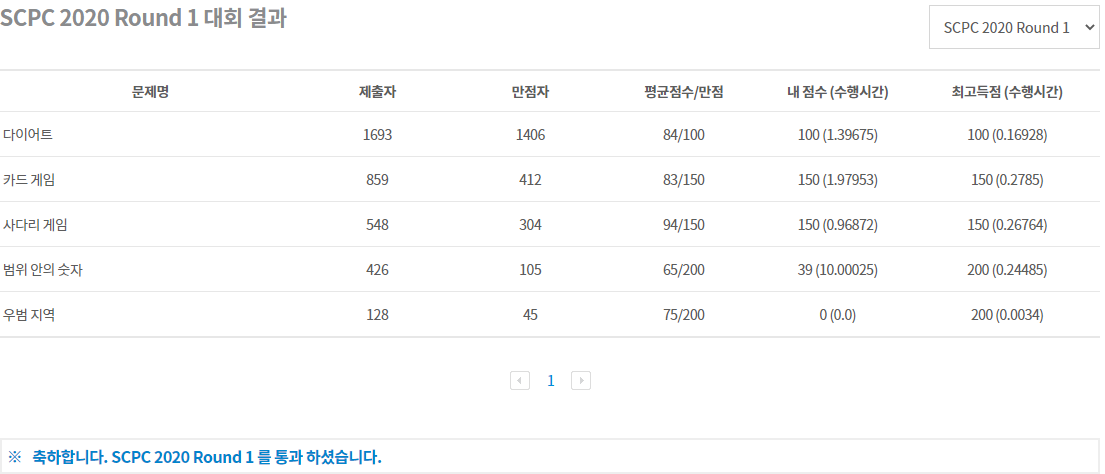 SCPC 2020 Round 1 대회 결과
SCPC 2020 Round 1
문제명 제출자 만점자 평균점수/만점 내 점수 (수행시간) 최고득점 (수행시간)
다이어트 1693 1406 84/100 100 (1.39675) 100 (0.16928)
카드 게임 859 412 83/150 150 (1.97953) 150 (0.2785)
사다리 게임 548 304 94/150 150 (0.96872) 150 (0.26764)
범위 안의 숫자 426 105 65/200 39 (10.00025) 200 (0.24485)
우범 지역 128 45 75/200 0 (0.0) 200 (0.0034)
1
※ 축하합니다. SCPC 2020 Round 1 를 통과 하셨습니다.